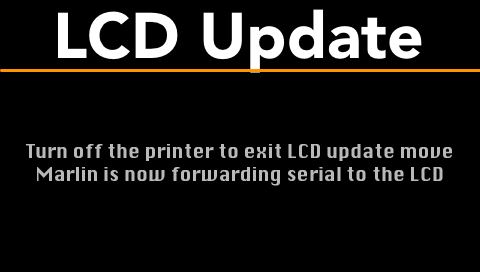 LCD Update
Turn off the printer to exit LCD update move
Marlin is now forwarding serial to the LCD